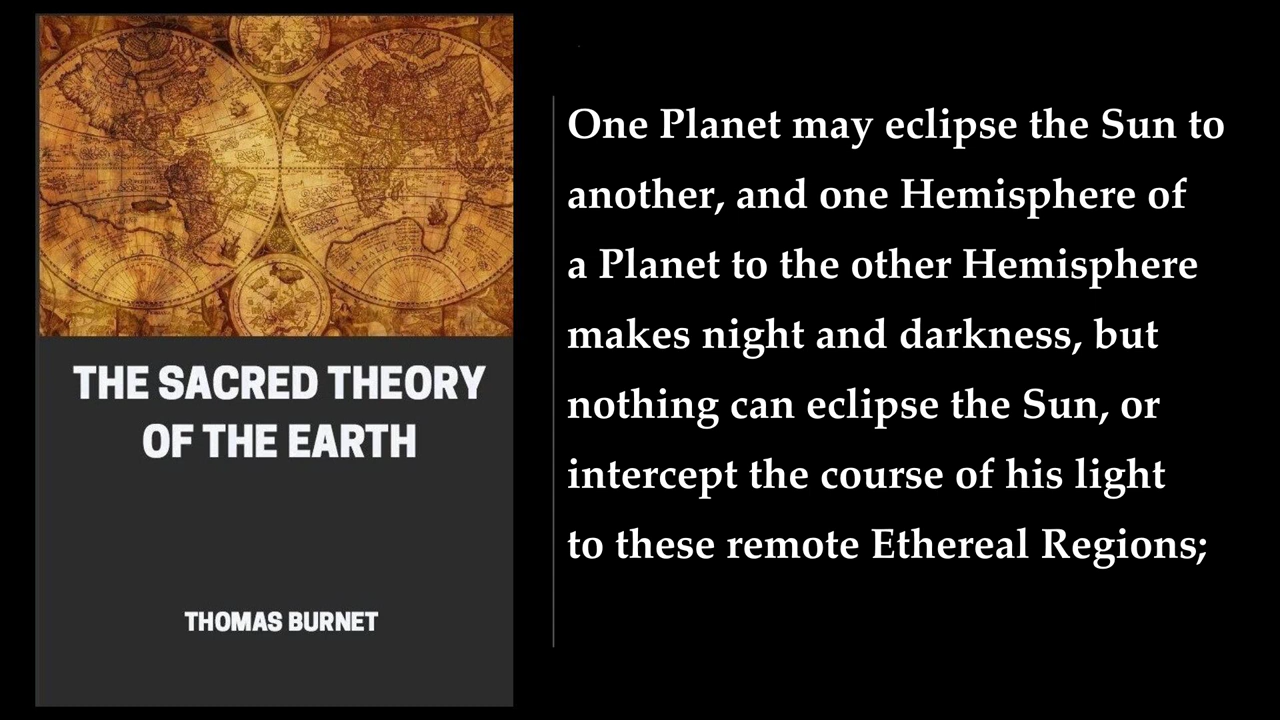 THE SACRED THEORY
OF THE EARTH
THOMAS BURNET
One Planet may eclipse the Sun to
another, and one Hemisphere of
a Planet to the other Hemisphere
makes night and darkness, but
nothing can eclipse the Sun, or
intercept the course of his light
to these remote Ethereal Regions;